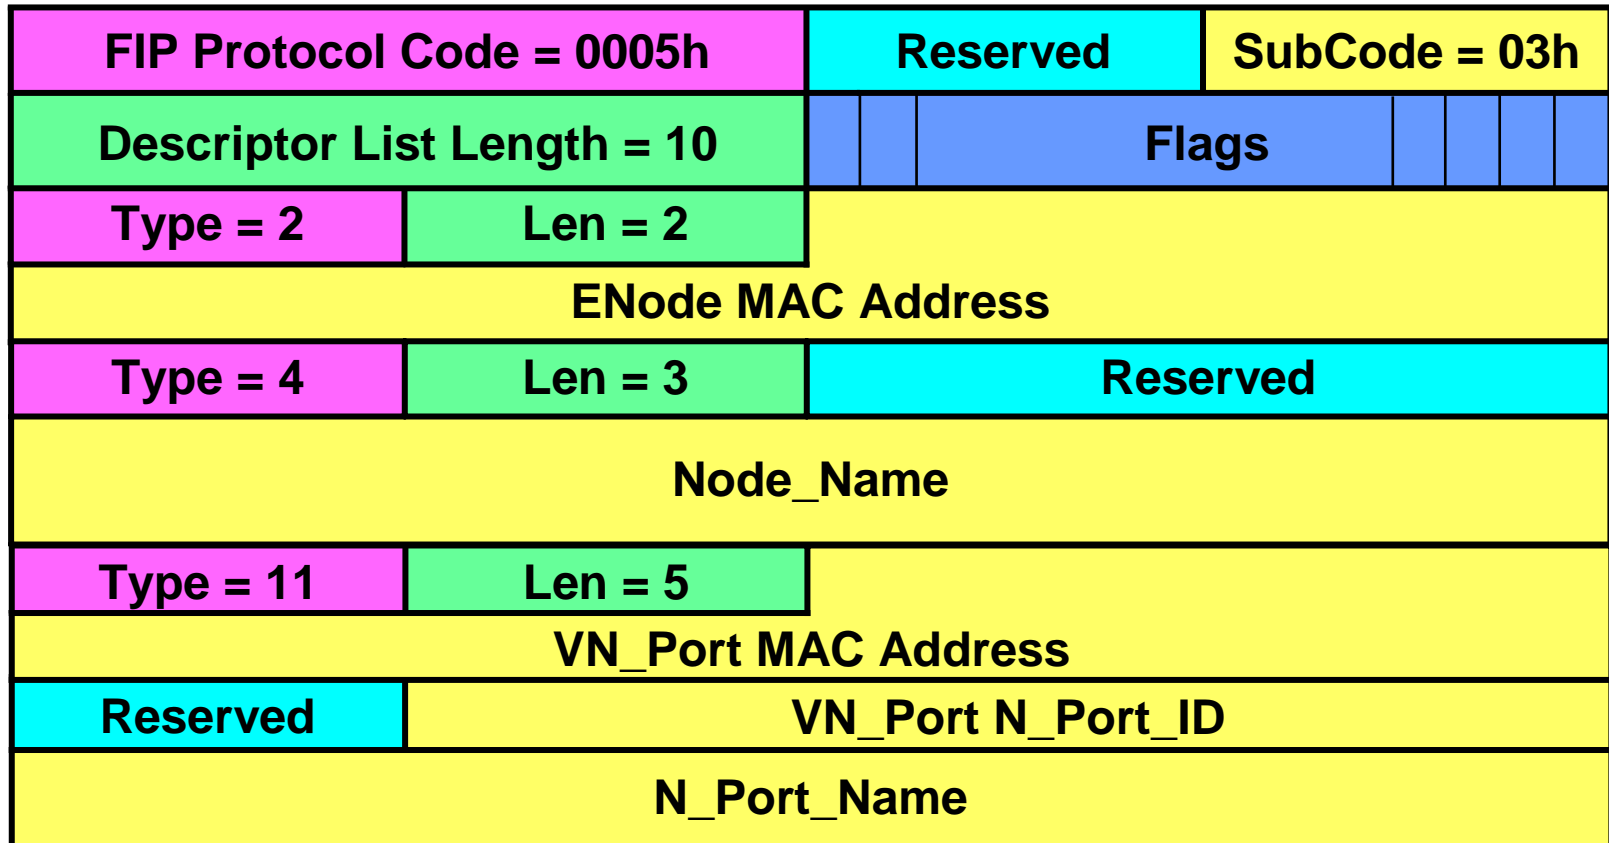 FIP Protocol Code = 0005h Reserved SubCode = 03h
Descriptor List Length = 10 Flags
Type = 2 Len = 2
ENode MAC Address
Type = 4 Len = 3 Reserved
Node_Name
Type = 11 Len = 5
VN_Port MAC Address
Reserved VN_Port N_Port_ID
N_Port_Name